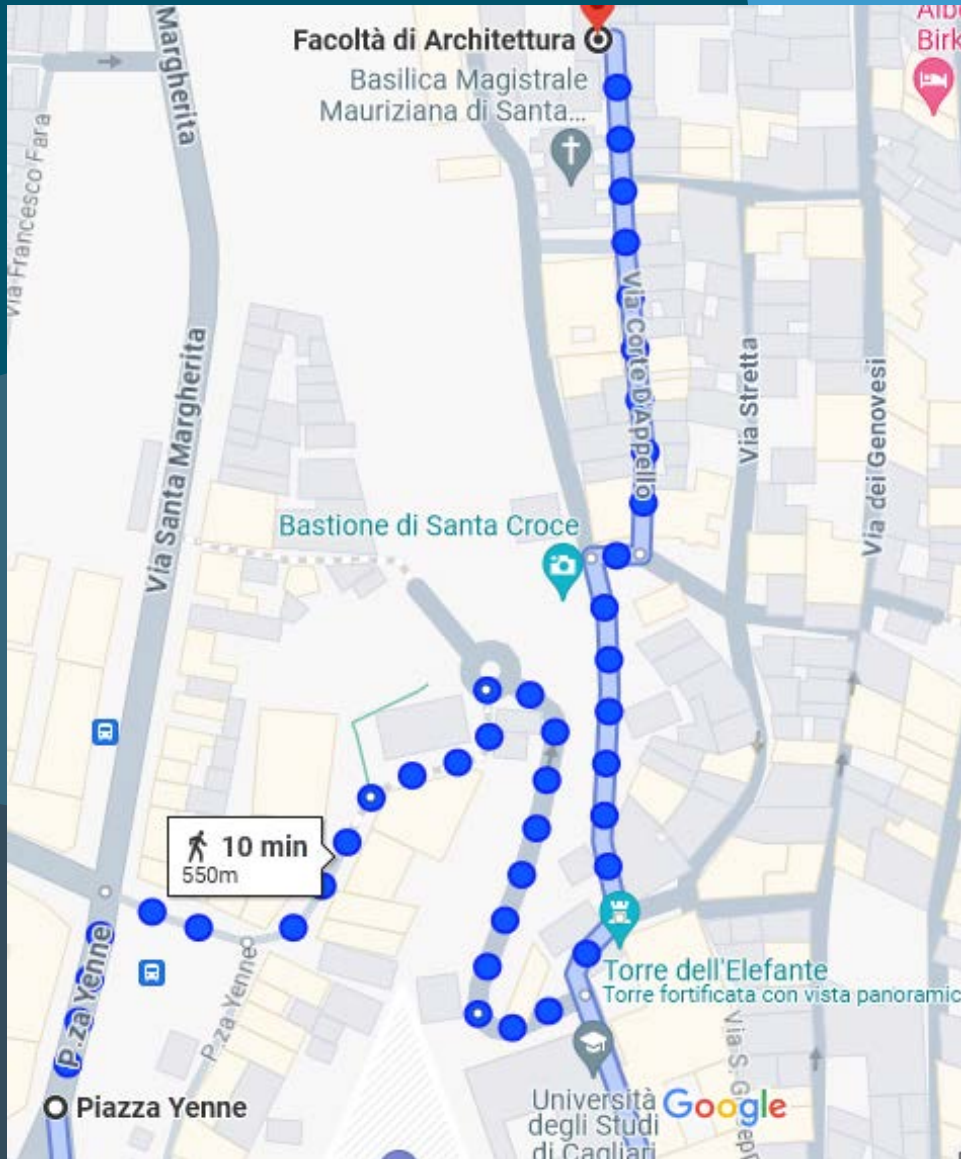 Facoltà di Architettura
Basilica Magistrale
Mauriziana di Santa...
Birk
Margherita
Via Francesco Fara
Via Corte D'Appello
Via Santa Margherita
Via Stretta
Via dei Genovesi
Bastione di Santa Croce
10 min
550m
P.za Yenne
P.za Yenne
Torre dell'Elefante
Torre fortificata con vista panoramic
Piazza Yenne
Università
degli Studi
di Cagliari
Google
Via S. G